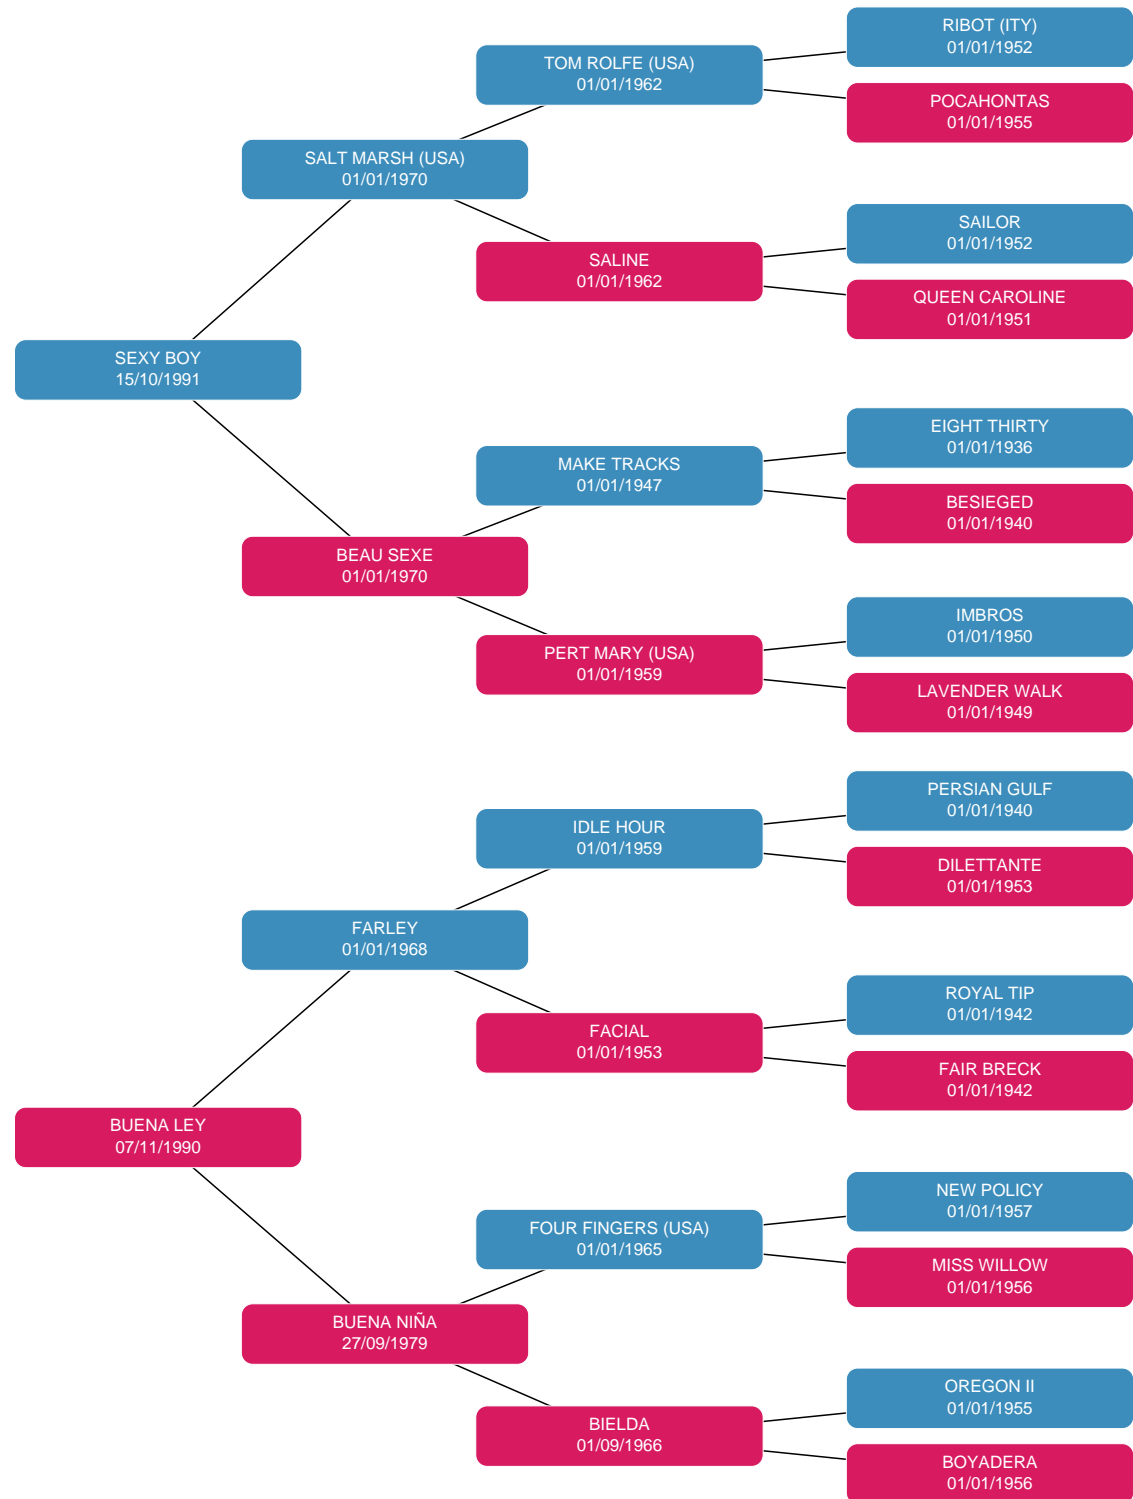 RIBOT (ITY)
01/01/1952
TOM ROLFE (USA)
01/01/1962
POCAHONTAS
01/01/1955
SALT MARSH (USA)
01/01/1970
SAILOR
01/01/1952
SALINE
01/01/1962
QUEEN CAROLINE
01/01/1951
SEXY BOY
15/10/1991
EIGHT THIRTY
01/01/1936
MAKE TRACKS
01/01/1947
BESIEGED
01/01/1940
BEAU SEXE
01/01/1970
IMBROS
01/01/1950
PERT MARY (USA)
01/01/1959
LAVENDER WALK
01/01/1949
PERSIAN GULF
01/01/1940
IDLE HOUR
01/01/1959
DILETTANTE
01/01/1953
FARLEY
01/01/1968
ROYAL TIP
01/01/1942
FACIAL
01/01/1953
FAIR BRECK
01/01/1942
BUENA LEY
07/11/1990
NEW POLICY
01/01/1957
FOUR FINGERS (USA)
01/01/1965
MISS WILLOW
01/01/1956
BUENA NIÑA
27/09/1979
OREGON II
01/01/1955
BIELDA
01/09/1966
BOYADERA
01/01/1956